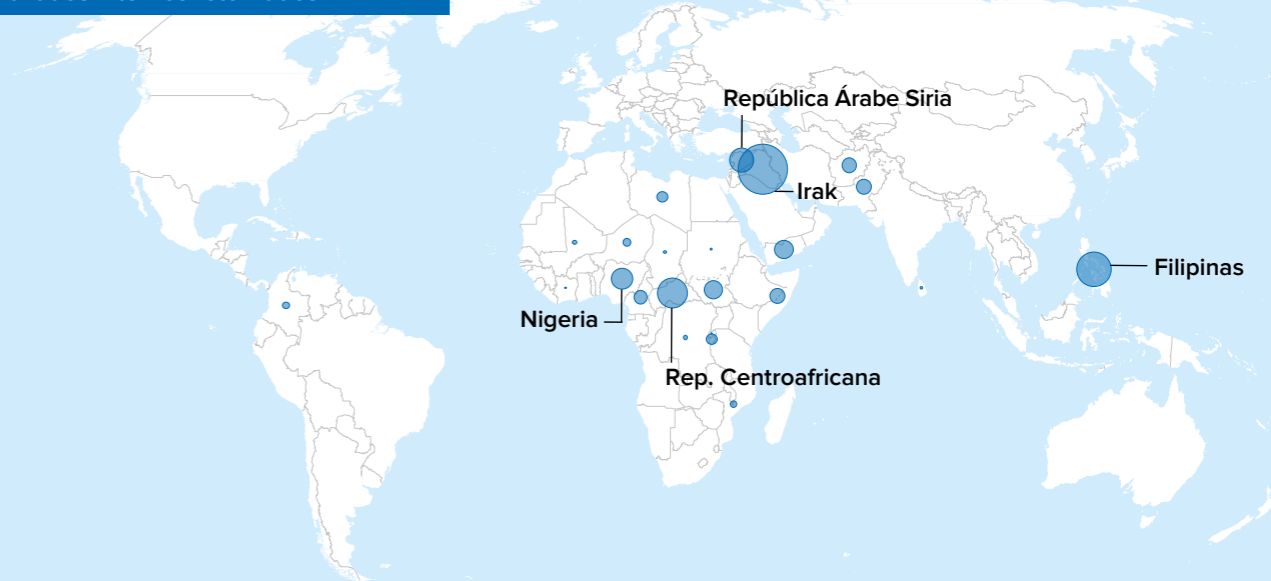 República Árabe Siria
Irak
Filipinas
Nigeria
Rep. Centroafricana